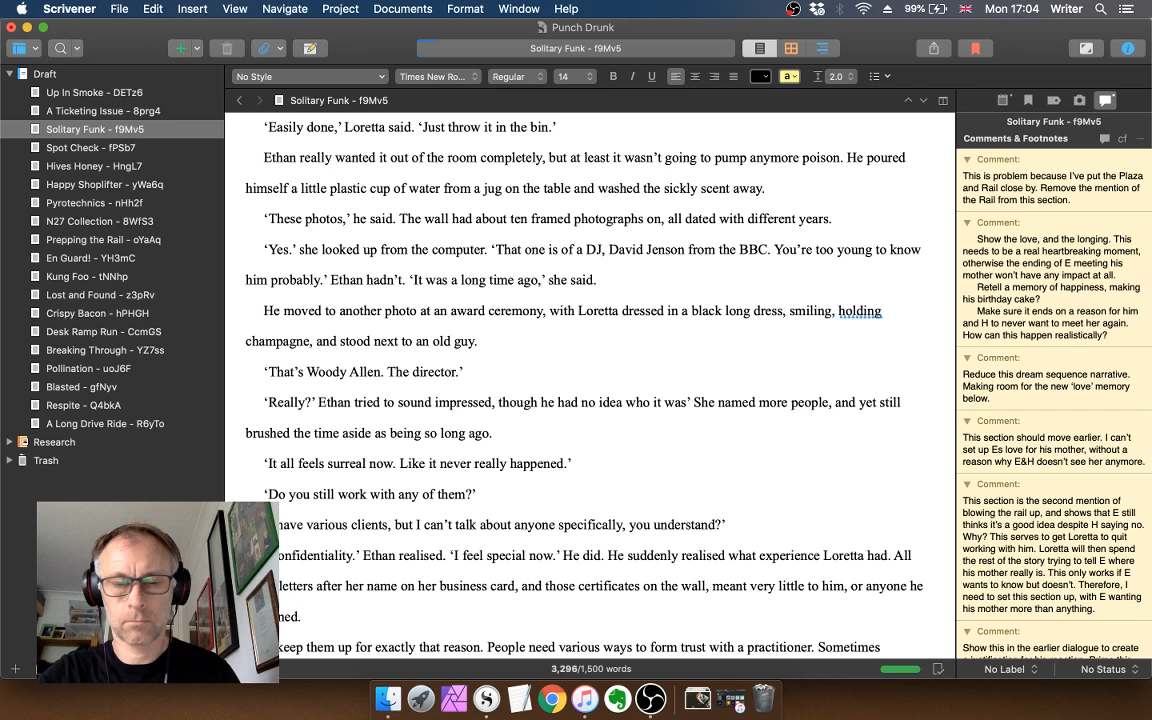 Scrivener File Edit Insert View Navigate Project Documents Format Window Help 99% Mon 17:04 Writer
Punch Drunk
Solitary Funk - f9Mv5
No Style Times New Ro... Regular 14 B I U a 2.0
Draft
Up In Smoke - DETz6
A Ticketing Issue - 8prg4
Solitary Funk - f9Mv5
Spot Check - fPSb7
Hives Honey - HngL7
Happy Shoplifter - yWa6q
Pyrotechnics - nHh2f
N27 Collection - 8WfS3
Prepping the Rail - oYaAq
En Guard! - YH3mC
Kung Foo - tNNhp
Lost and Found - z3pRv
Crispy Bacon - hPHGH
Desk Ramp Run - CcmGS
Breaking Through - YZ7ss
Pollination - uoJ6F
Blasted - gfNyv
Respite - Q4bkA
A Long Drive Ride - R6yTo
Research
Trash
Solitary Funk - f9Mv5
‘Easily done,’ Loretta said. ‘Just throw it in the bin.’
Ethan really wanted it out of the room completely, but at least it wasn’t going to pump anymore poison. He poured
himself a little plastic cup of water from a jug on the table and washed the sickly scent away.
‘These photos,’ he said. The wall had about ten framed photographs on, all dated with different years.
‘Yes.’ she looked up from the computer. ‘That one is of a DJ, David Jenson from the BBC. You’re too young to know
him probably.’ Ethan hadn’t. ‘It was a long time ago,’ she said.
He moved to another photo at an award ceremony, with Loretta dressed in a black long dress, smiling, holding
champagne, and stood next to an old guy.
‘That’s Woody Allen. The director.’
‘Really?’ Ethan tried to sound impressed, though he had no idea who it was’ She named more people, and yet still
brushed the time aside as being so long ago.
‘It all feels surreal now. Like it never really happened.’
‘Do you still work with any of them?’
have various clients, but I can’t talk about anyone specifically, you understand?’
onfidentiality.’ Ethan realised. ‘I feel special now.’ He did. He suddenly realised what experience Loretta had. All
letters after her name on her business card, and those certificates on the wall, meant very little to him, or anyone he
ned.
keep them up for exactly that reason. People need various ways to form trust with a practitioner. Sometimes
3,296/1,500 words
Solitary Funk - f9Mv5
Comments & Footnotes cf
Comment:
This is problem because I’ve put the Plaza
and Rail close by. Remove the mention of
the Rail from this section.
Comment:
Show the love, and the longing. This
needs to be a real heartbreaking moment,
otherwise the ending of E meeting his
mother won’t have any impact at all.
Retell a memory of happiness, making
his birthday cake?
Make sure it ends on a reason for him
and H to never want to meet her again.
How can this happen realistically?
Comment:
Reduce this dream sequence narrative.
Making room for the new ‘love’ memory
below.
Comment:
This section should move earlier. I can’t
set up Es love for his mother, without a
reason why E&H doesn’t see her anymore.
Comment:
This section is the second mention of
blowing the rail up, and shows that E still
thinks it’s a good idea despite H saying no.
Why? This serves to get Loretta to quit
working with him. Loretta will then spend
the rest of the story trying to tell E where
his mother really is. This only works if E
wants to know but doesn’t. Therefore, I
need to set this section up, with E wanting
his mother more than anything.
Comment:
Show this in the earlier dialogue to create
No Label No Status